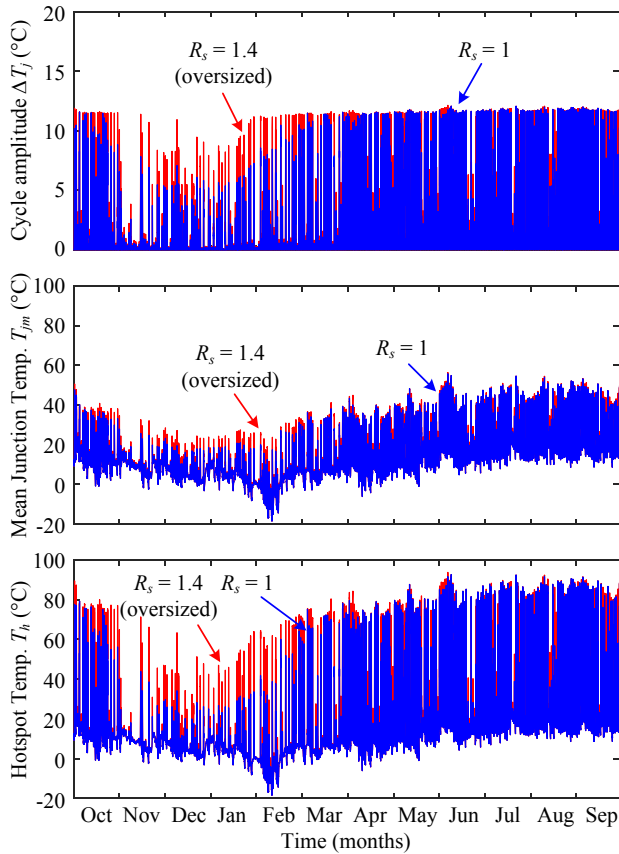 20
15
10
5
0
Cycle amplitude ΔTj (°C)
Rs = 1.4
(oversized)
Rs = 1
100
80
60
40
20
0
-20
Mean Junction Temp. Tjm (°C)
Rs = 1.4
(oversized)
Rs = 1
100
80
60
40
20
0
-20
Hotspot Temp. Th (°C)
Rs = 1.4
(oversized)
Rs = 1
Oct Nov Dec Jan Feb Mar Apr May Jun Jul Aug Sep
Time (months)